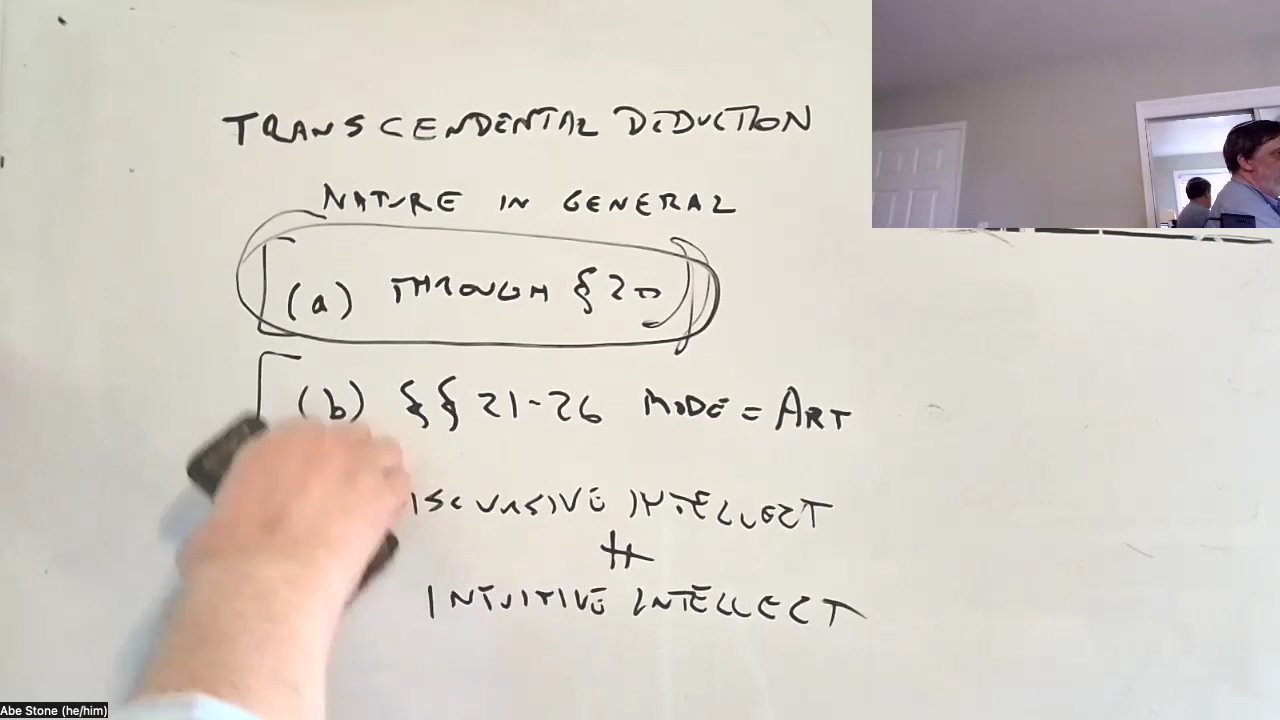 TRANSCENDENTAL DEDUCTION
NATURE IN GENERAL
(a) THROUGH § 20
(b) §§ 21-26 MODE = ART
ISCURSIVE INTELLECT
≠
INTUITIVE INTELLECT
Abe Stone (he/him)